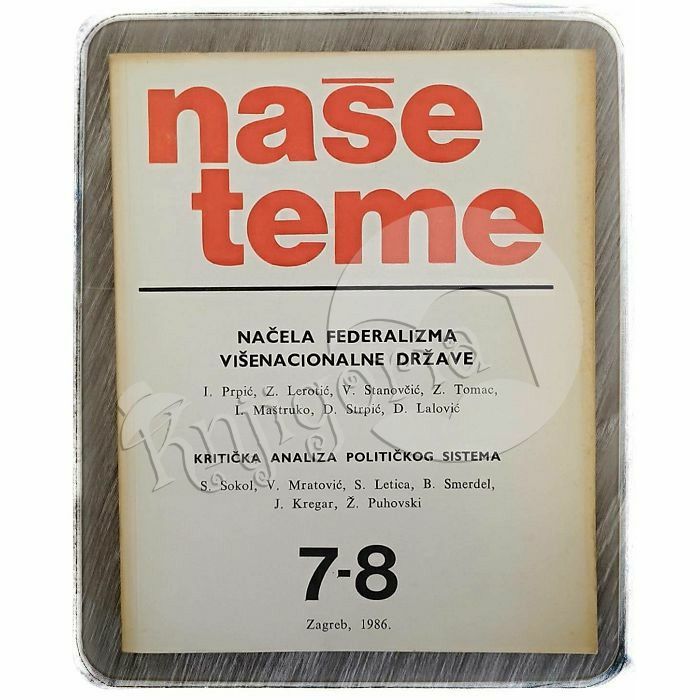 naše
teme
NAČELA FEDERALIZMA
VIŠENACIONALNE DRŽAVE
I. Prpić, Z. Lerotić, V. Stanovčić, Z. Tomac,
I. Maštruko, D. Strpić, D. Lalović
KRITIČKA ANALIZA POLITIČKOG SISTEMA
S. Sokol, V. Mratović, S. Letica, B. Smerdel,
J. Kregar, Ž. Puhovski
7-8
Zagreb, 1986.
Knjigopa